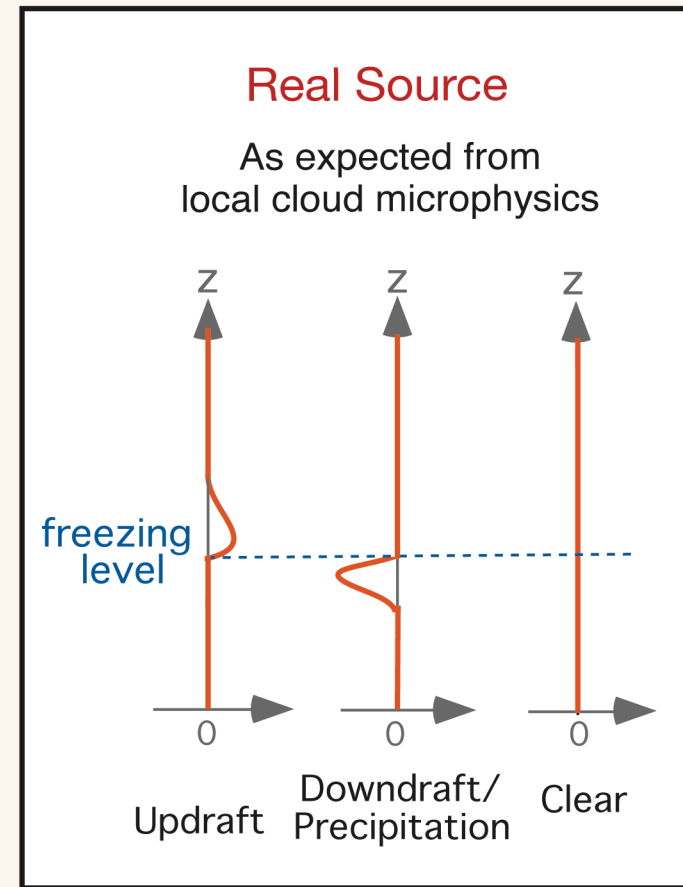 Real Source
As expected from
local cloud microphysics
z z z
freezing
level
0 0 0
Updraft
Downdraft/
Precipitation
Clear